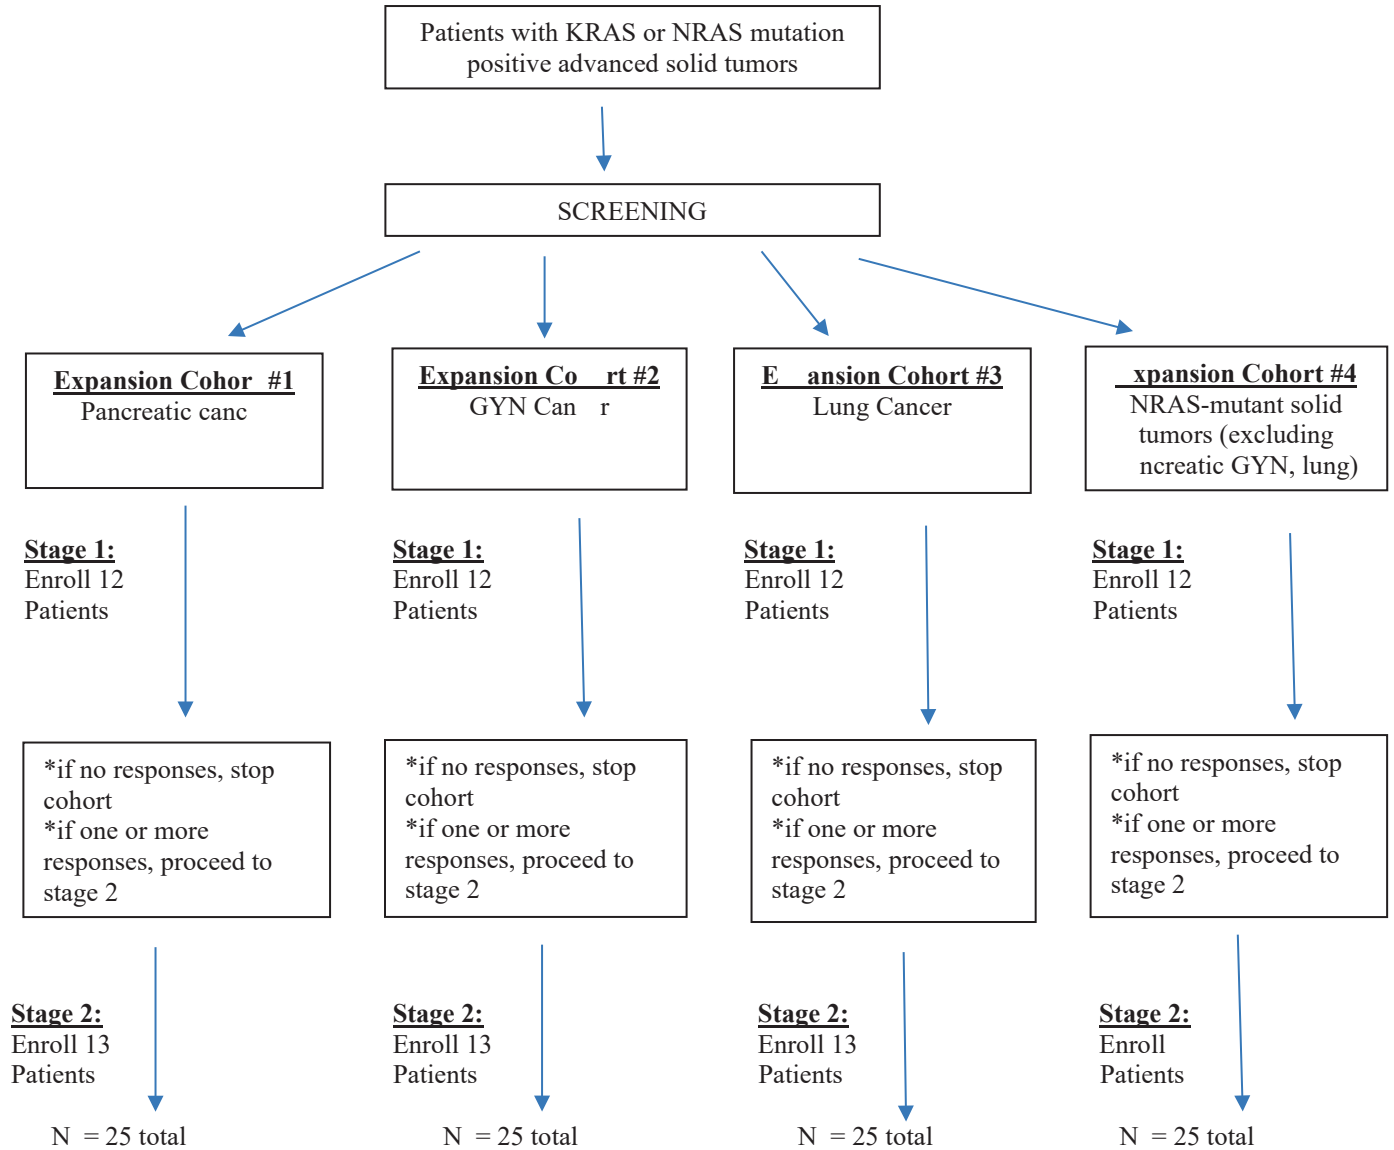 Patients with KRAS or NRAS mutation
positive advanced solid tumors
SCREENING
Expansion Cohor #1
Pancreatic canc
Expansion Co rt #2
GYN Can r
E ansion Cohort #3
Lung Cancer
xpansion Cohort #4
NRAS-mutant solid
tumors (excluding
ncreatic GYN, lung)
Stage 1:
Enroll 12
Patients
Stage 1:
Enroll 12
Patients
Stage 1:
Enroll 12
Patients
Stage 1:
Enroll 12
Patients
*if no responses, stop
cohort
*if one or more
responses, proceed to
stage 2
*if no responses, stop
cohort
*if one or more
responses, proceed to
stage 2
*if no responses, stop
cohort
*if one or more
responses, proceed to
stage 2
*if no responses, stop
cohort
*if one or more
responses, proceed to
stage 2
Stage 2:
Enroll 13
Patients
Stage 2:
Enroll 13
Patients
Stage 2:
Enroll 13
Patients
Stage 2:
Enroll
Patients
N = 25 total
N = 25 total
N = 25 total
N = 25 total